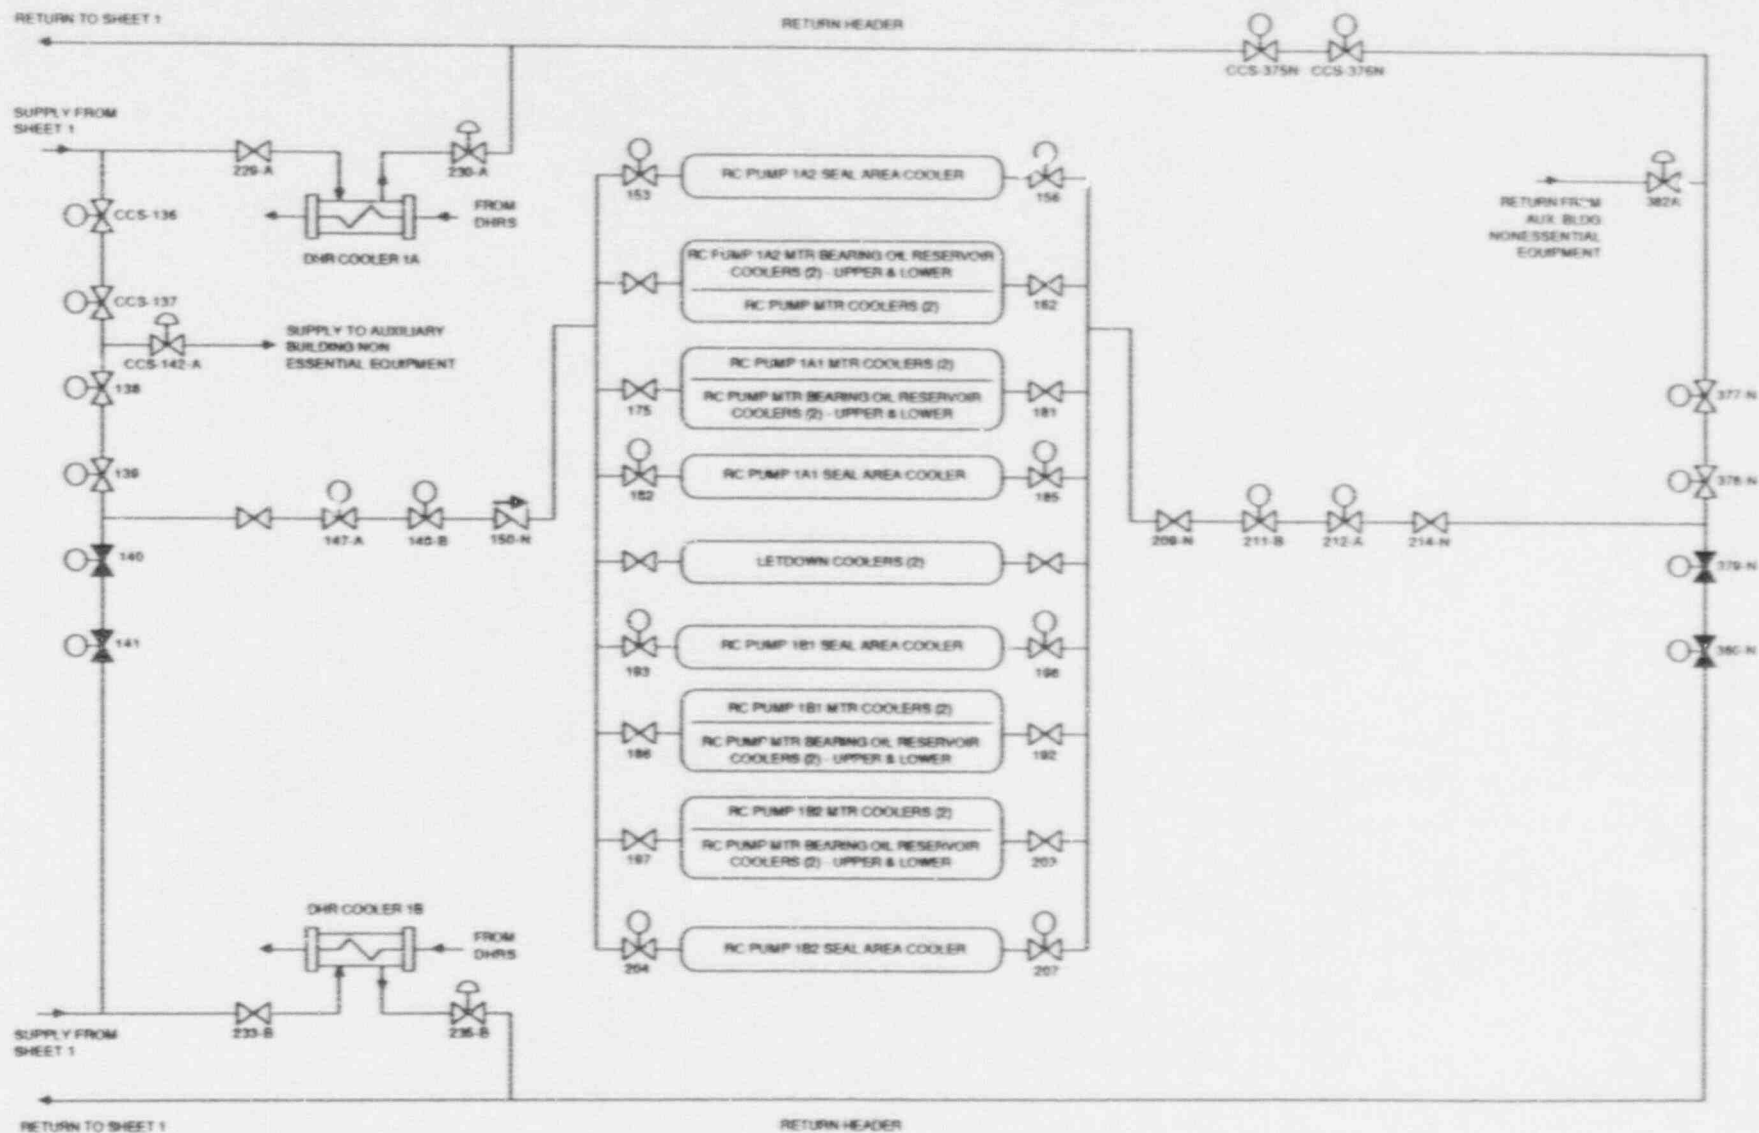 RETURN TO SHEET 1
RETURN HEADER
CCS-375N
CCS-376N
SUPPLY FROM
SHEET 1
229-A
230-A
CCS-136
FROM
DHRS
DHR COOLER 1A
CCS-137
SUPPLY TO AUXILIARY
BUILDING NON
ESSENTIAL EQUIPMENT
CCS-142-A
138
139
147-A
148-B
150-N
140
141
153
RC PUMP 1A2 SEAL AREA COOLER
156
RC PUMP 1A2 MTR BEARING OIL RESERVOIR
COOLERS (2) - UPPER & LOWER
RC PUMP MTR COOLERS (2)
162
RC PUMP 1A1 MTR COOLERS (2)
RC PUMP MTR BEARING OIL RESERVOIR
COOLERS (2) - UPPER & LOWER
175
181
182
RC PUMP 1A1 SEAL AREA COOLER
185
LETDOWN COOLERS (2)
193
RC PUMP 1B1 SEAL AREA COOLER
196
RC PUMP 1B1 MTR COOLERS (2)
RC PUMP MTR BEARING OIL RESERVOIR
COOLERS (2) - UPPER & LOWER
186
192
RC PUMP 1B2 MTR COOLERS (2)
RC PUMP MTR BEARING OIL RESERVOIR
COOLERS (2) - UPPER & LOWER
197
203
204
RC PUMP 1B2 SEAL AREA COOLER
207
382A
RETURN FROM
AUX. BLDG
NONESSENTIAL
EQUIPMENT
377-N
378-N
209-N
211-B
212-A
214-N
379-N
380-N
DHR COOLER 1B
FROM
DHRS
233-B
235-B
SUPPLY FROM
SHEET 1
RETURN TO SHEET 1
RETURN HEADER